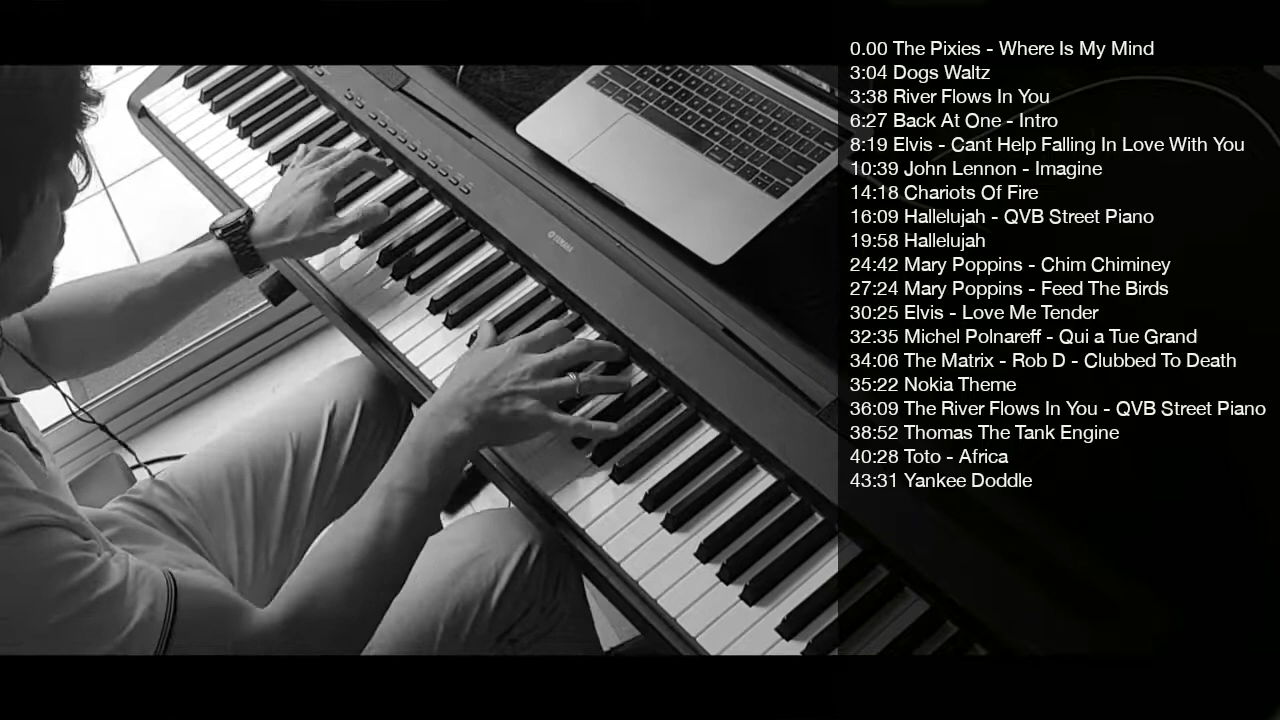 0.00 The Pixies - Where Is My Mind
3:04 Dogs Waltz
3:38 River Flows In You
6:27 Back At One - Intro
8:19 Elvis - Cant Help Falling In Love With You
10:39 John Lennon - Imagine
14:18 Chariots Of Fire
16:09 Hallelujah - QVB Street Piano
19:58 Hallelujah
24:42 Mary Poppins - Chim Chiminey
27:24 Mary Poppins - Feed The Birds
30:25 Elvis - Love Me Tender
32:35 Michel Polnareff - Qui a Tue Grand
34:06 The Matrix - Rob D - Clubbed To Death
35:22 Nokia Theme
36:09 The River Flows In You - QVB Street Piano
38:52 Thomas The Tank Engine
40:28 Toto - Africa
43:31 Yankee Doddle
YAMAHA